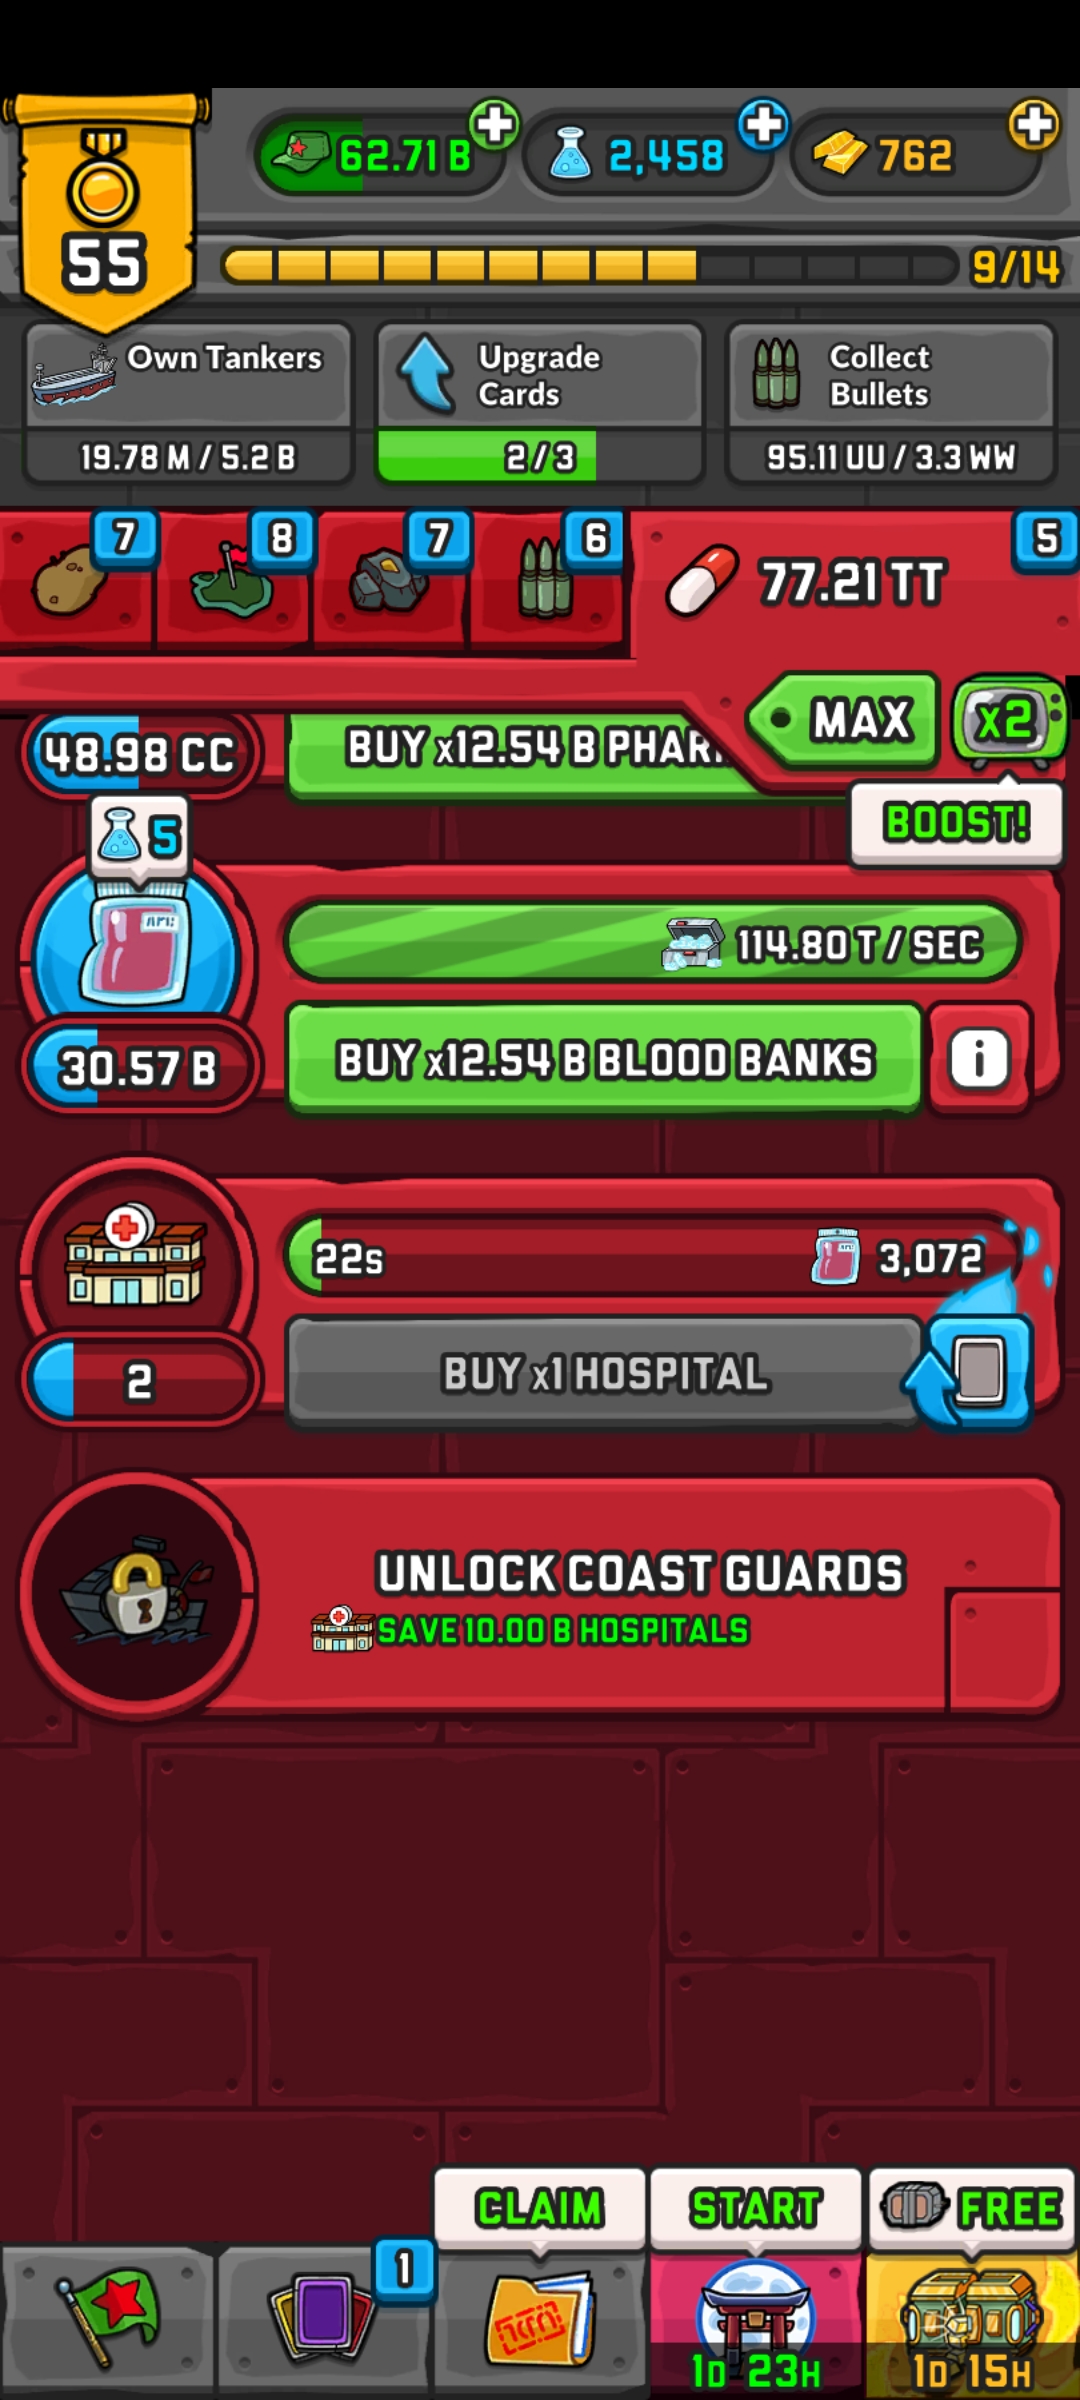 62.71 B
2,458
762
55
9/14
Own Tankers
19.78 M / 5.2 B
Upgrade
Cards
2 / 3
Collect
Bullets
95.11 UU / 3.3 WW
7
8
7
6
77.21 TT
5
MAX
x2
BOOST!
48.98 CC
BUY x12.54 B PHAR
5
114.80 T / SEC
30.57 B
BUY x12.54 B BLOOD BANKS
i
22s
3,072
2
BUY x1 HOSPITAL
UNLOCK COAST GUARDS
SAVE 10.00 B HOSPITALS
CLAIM
START
FREE
1
1D 23H
1D 15H